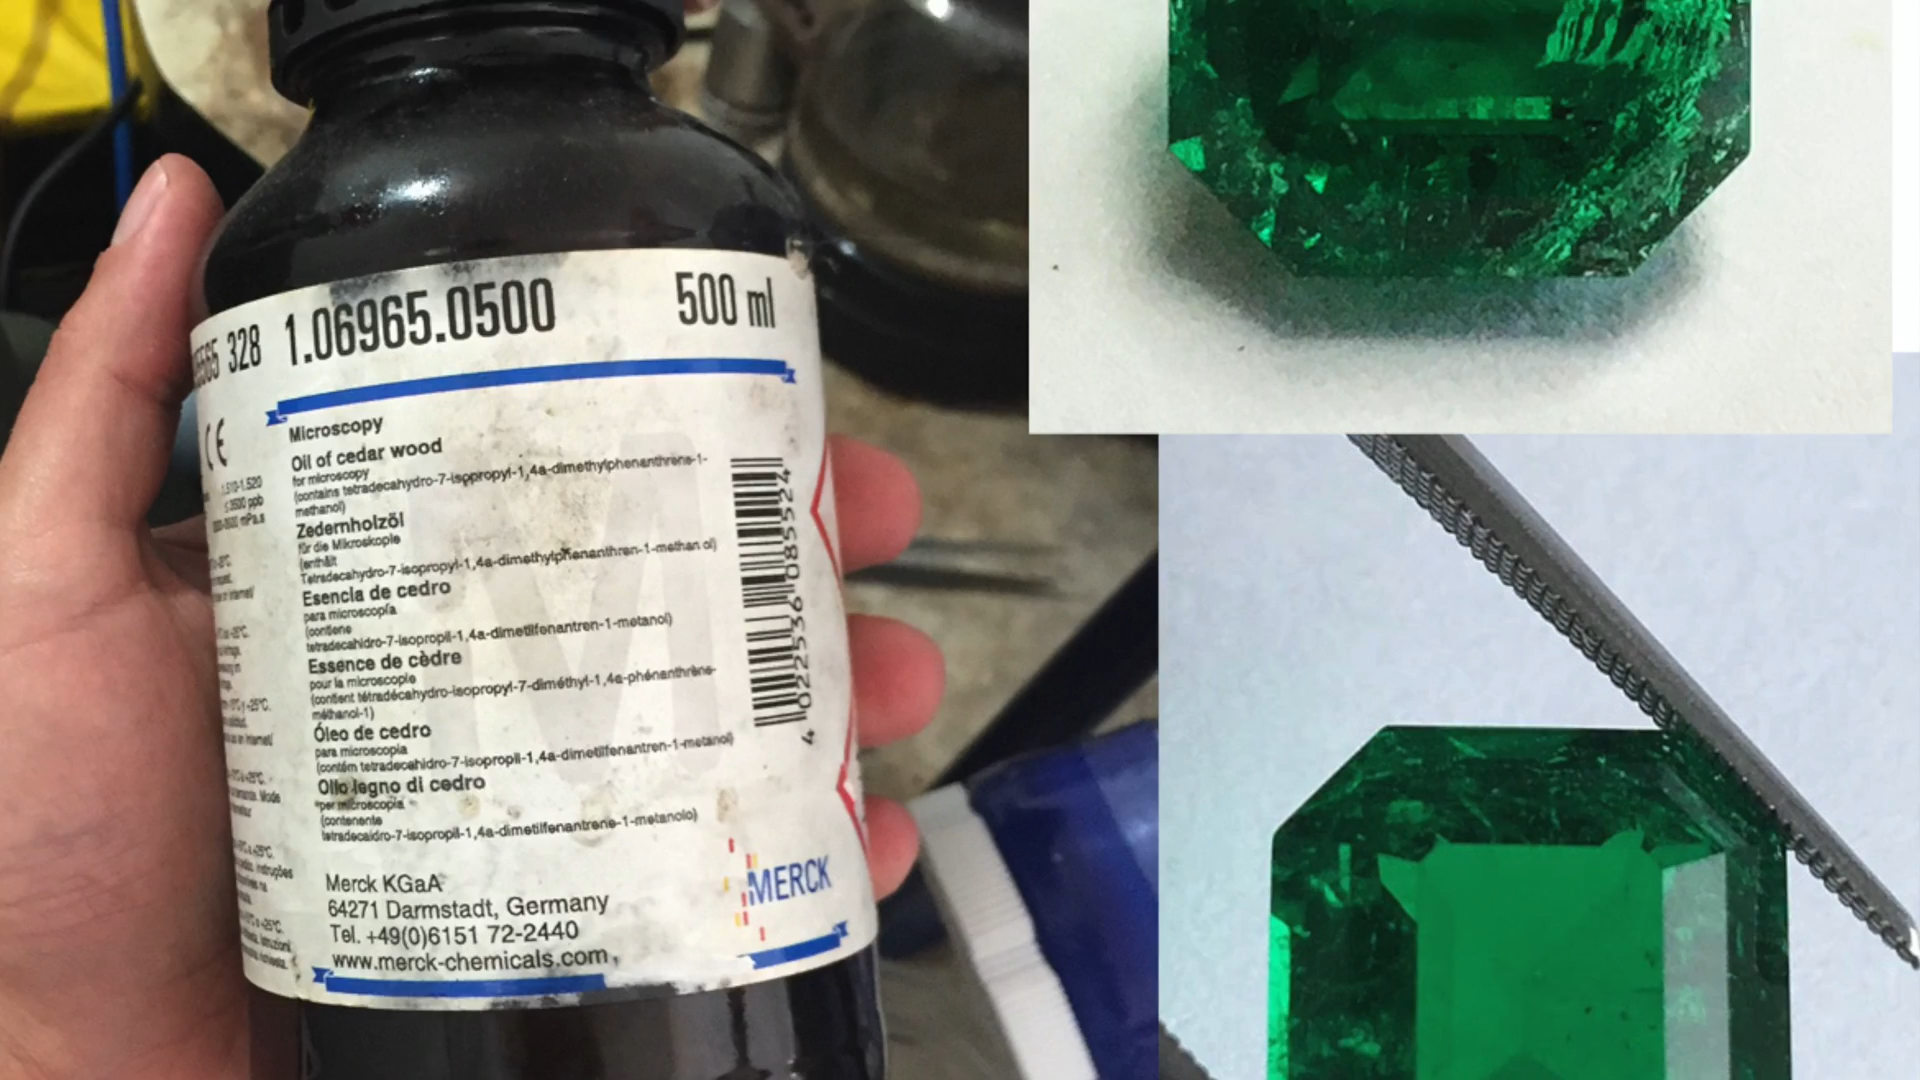 328 1.06965.0500 500 ml
CE
Microscopy
Oil of cedar wood
for microscopy
(contains tetradecahydro-7-isopropyl-1,4a-dimethylphenanthrene-1-
methanol)
Zedernholzöl
für die Mikroskopie
(enthält
Tetradecahydro-7-isopropyl-1,4a-dimethylphenanthren-1-methan ol)
Esencia de cedro
para microscopía
(contiene
tetradecahidro-7-isopropil-1,4a-dimetilfenantren-1-metanol)
Essence de cèdre
pour la microscopie
(contient tétradécahydro-isopropyl-7-diméthyl-1,4a-phénanthrène-
méthanol-1)
Óleo de cedro
para microscopia
(contém tetradecahidro-7-isopropil-1,4a-dimetilfenantren-1-metanol)
Olio legno di cedro
per microscopia
(contenente
tetradecaidro-7-isopropil-1,4a-dimetilfenantrene-1-metanolo)
4 022536 085524
Merck KGaA
64271 Darmstadt, Germany
Tel. +49(0)6151 72-2440
www.merck-chemicals.com
MERCK